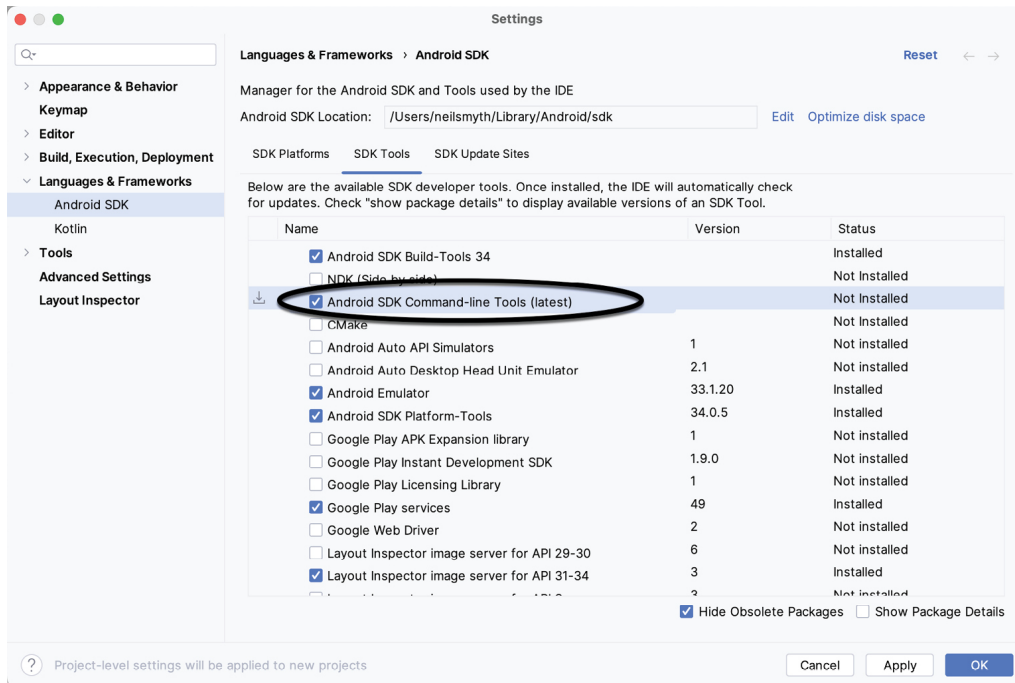 Settings
Languages & Frameworks › Android SDK Reset ← →
Appearance & Behavior
Keymap
Editor
Build, Execution, Deployment
Languages & Frameworks
Android SDK
Kotlin
Tools
Advanced Settings
Layout Inspector
Manager for the Android SDK and Tools used by the IDE
Android SDK Location: /Users/neilsmyth/Library/Android/sdk Edit Optimize disk space
SDK Platforms SDK Tools SDK Update Sites
Below are the available SDK developer tools. Once installed, the IDE will automatically check
for updates. Check "show package details" to display available versions of an SDK Tool.
Name Version Status
Android SDK Build-Tools 34 Installed
NDK (Side by side) Not Installed
Android SDK Command-line Tools (latest) Not Installed
CMake Not Installed
Android Auto API Simulators 1 Not installed
Android Auto Desktop Head Unit Emulator 2.1 Not installed
Android Emulator 33.1.20 Installed
Android SDK Platform-Tools 34.0.5 Installed
Google Play APK Expansion library 1 Not installed
Google Play Instant Development SDK 1.9.0 Not installed
Google Play Licensing Library 1 Not installed
Google Play services 49 Installed
Google Web Driver 2 Not installed
Layout Inspector image server for API 29-30 6 Not installed
Layout Inspector image server for API 31-34 3 Installed
3 Not installed
Hide Obsolete Packages Show Package Details
? Project-level settings will be applied to new projects Cancel Apply OK